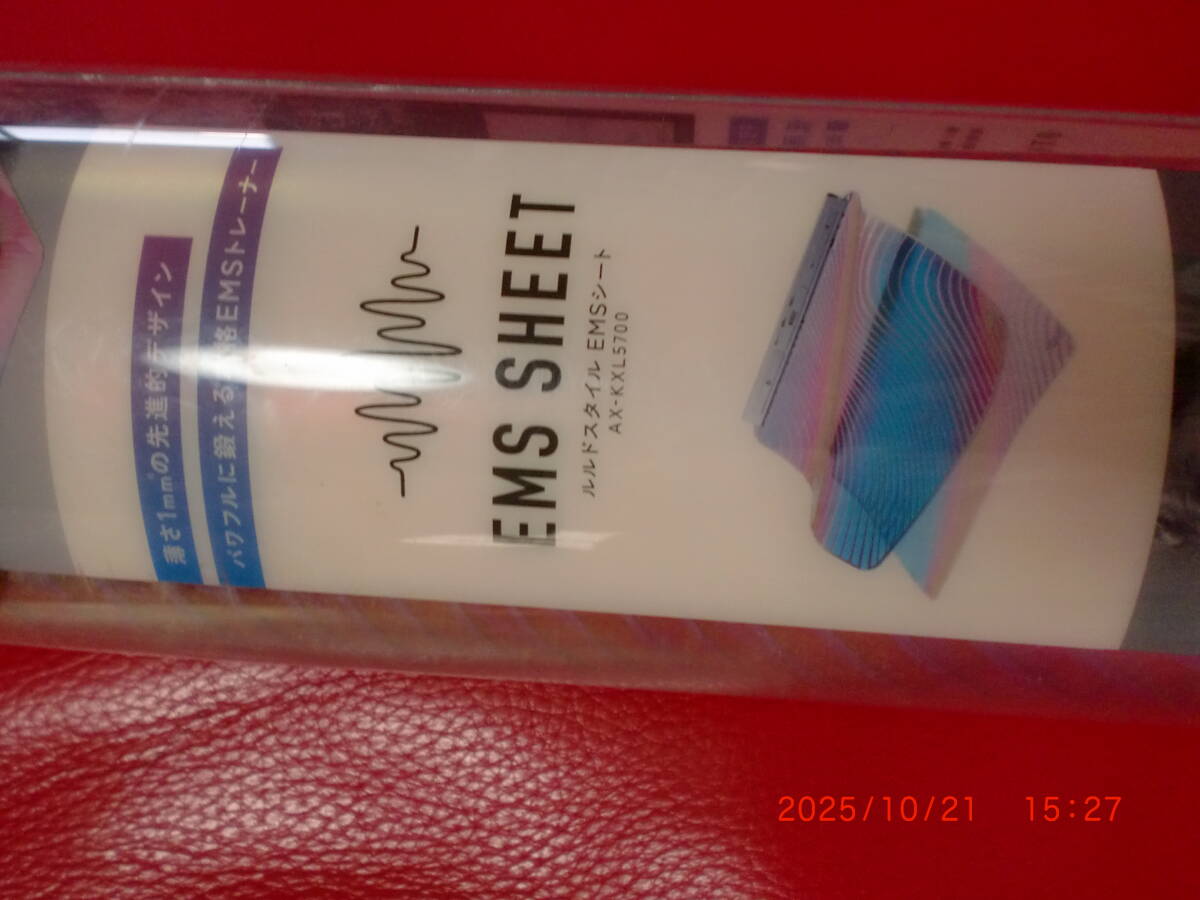 薄さ1mm*の先進的デザイン
パワフルに鍛える本格EMSトレーナー
EMS SHEET
ルルドスタイル EMSシート
AX-KXL5700
2025/10/21 15:27